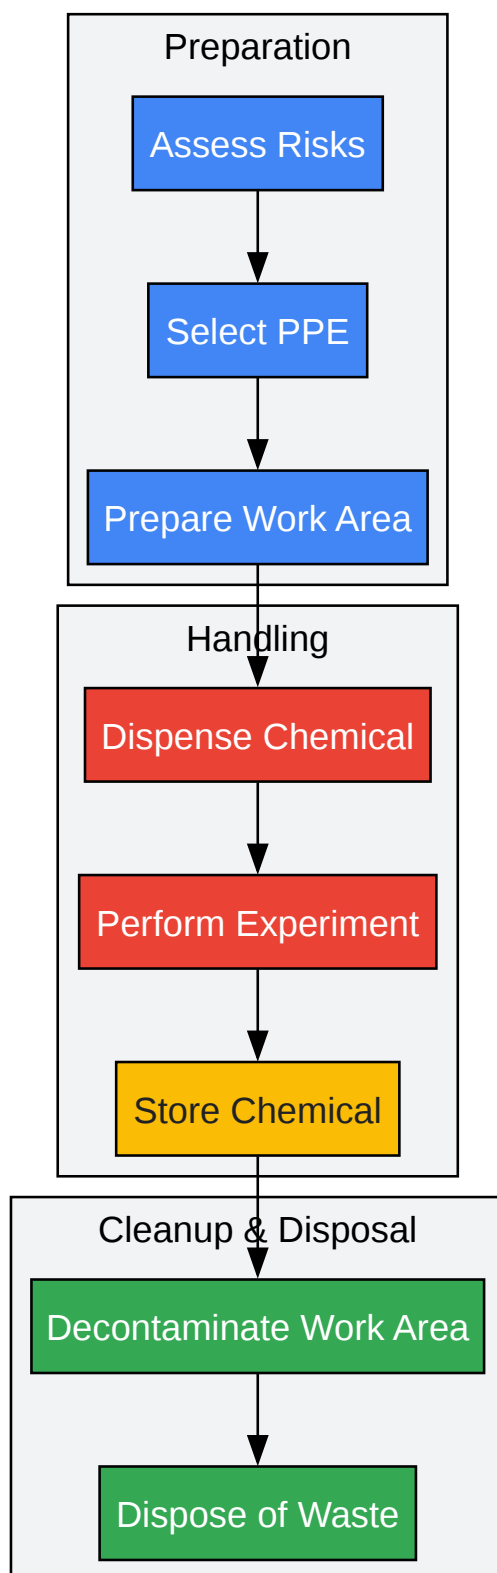 Preparation
Assess Risks
Select PPE
Prepare Work Area
Handling
Dispense Chemical
Perform Experiment
Store Chemical
Cleanup & Disposal
Decontaminate Work Area
Dispose of Waste